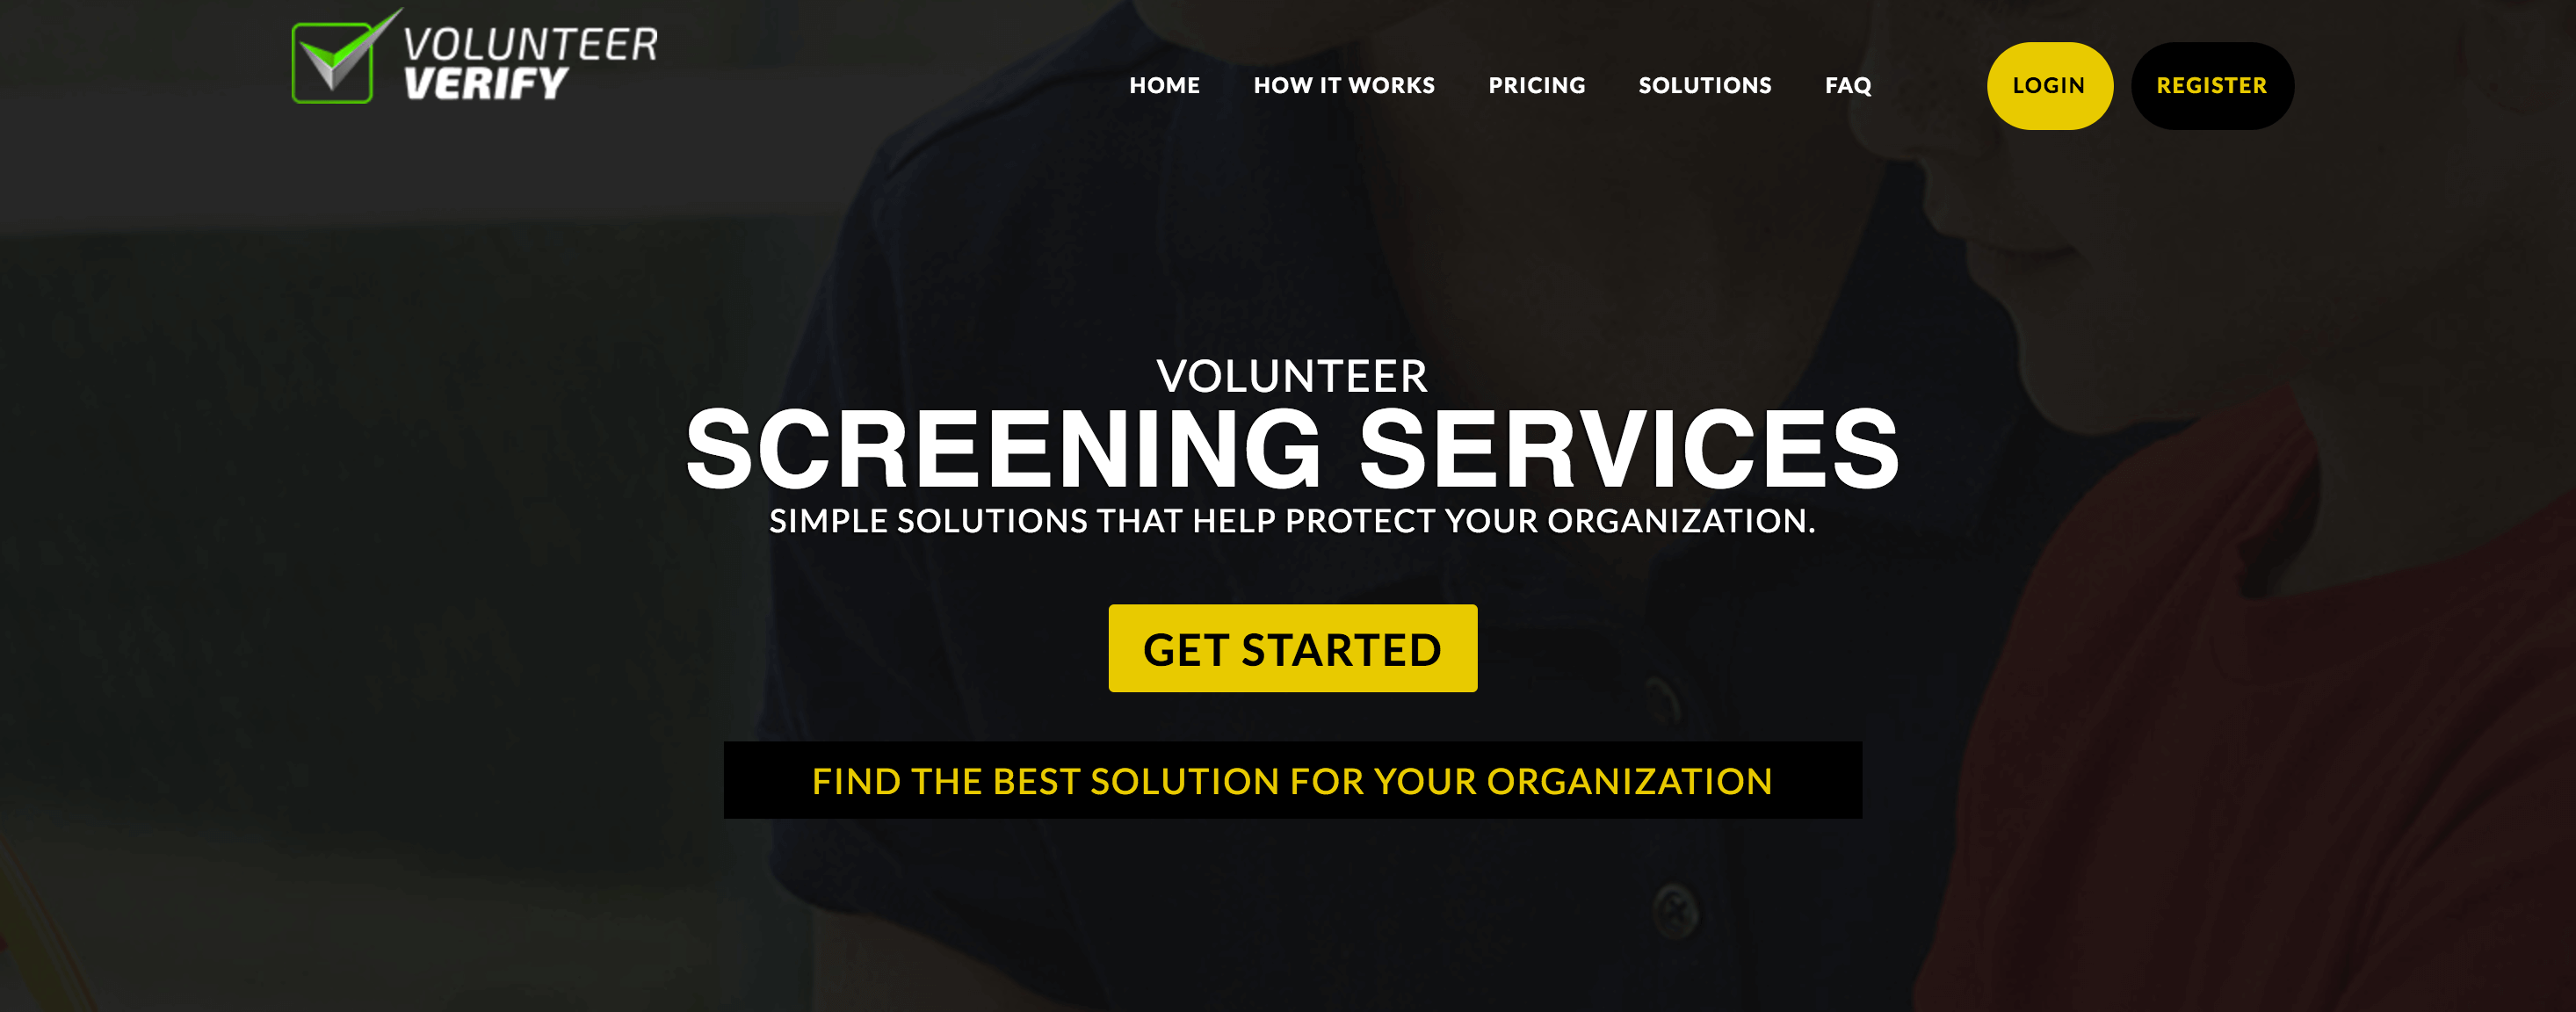 VOLUNTEER
VERIFY
HOME HOW IT WORKS PRICING SOLUTIONS FAQ LOGIN REGISTER
VOLUNTEER
SCREENING SERVICES
SIMPLE SOLUTIONS THAT HELP PROTECT YOUR ORGANIZATION.
GET STARTED
FIND THE BEST SOLUTION FOR YOUR ORGANIZATION